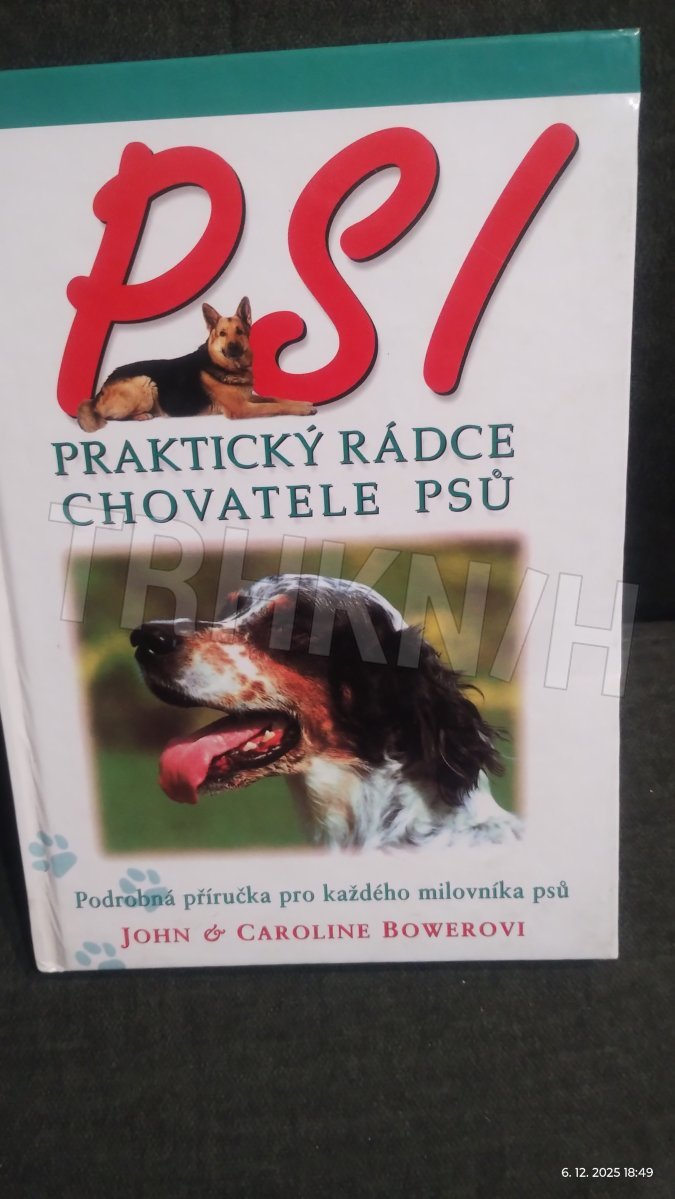 PSI
PRAKTICKÝ RÁDCE
CHOVATELE PSŮ
TRHKN/H
Podrobná příručka pro každého milovníka psů
JOHN & CAROLINE BOWEROVI
6. 12. 2025 18:49